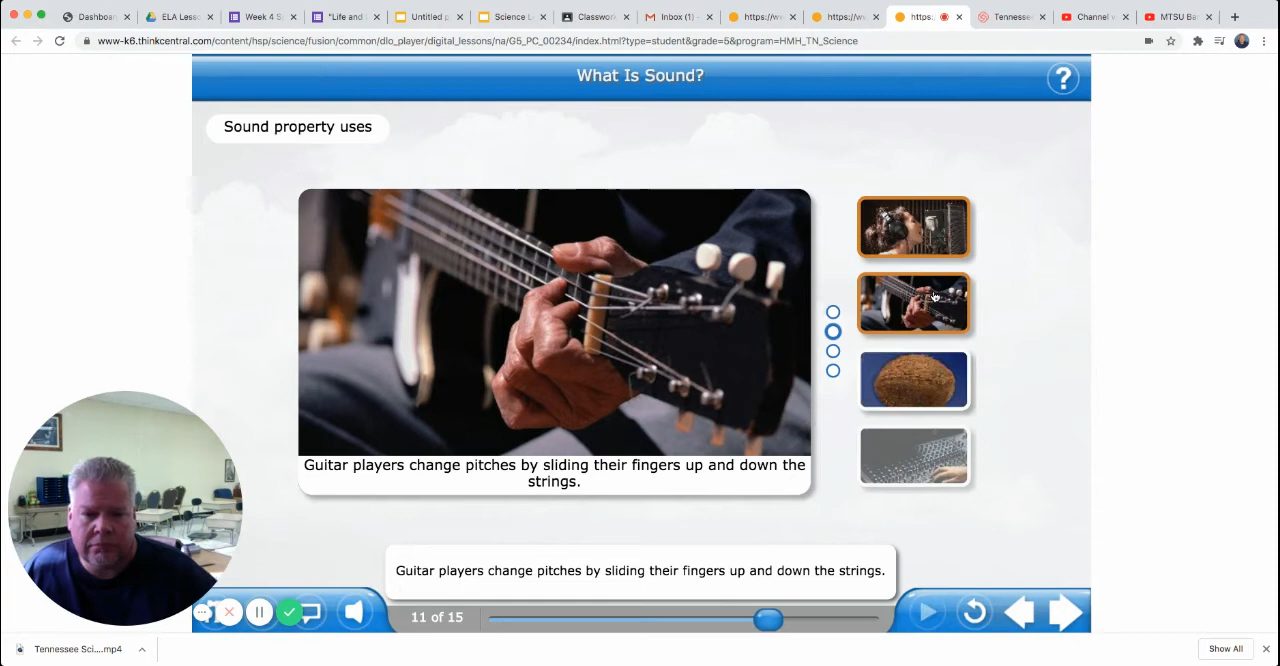 Dashboar
ELA Less
Week 4 S
"Life and
Untitled p
Science L
Classwor
Inbox (1) -
https://w
https://w
https:
Tennesse
Channel v
MTSU Ba
www-k6.thinkcentral.com/content/hsp/science/fusion/common/dlo_player/digital_lessons/na/G5_PC_00234/index.html?type=student&grade=5&program=HMH_TN_Science
What Is Sound?
?
Sound property uses
Guitar players change pitches by sliding their fingers up and down the
strings.
Guitar players change pitches by sliding their fingers up and down the strings.
11 of 15
Tennessee Sci....mp4
Show All